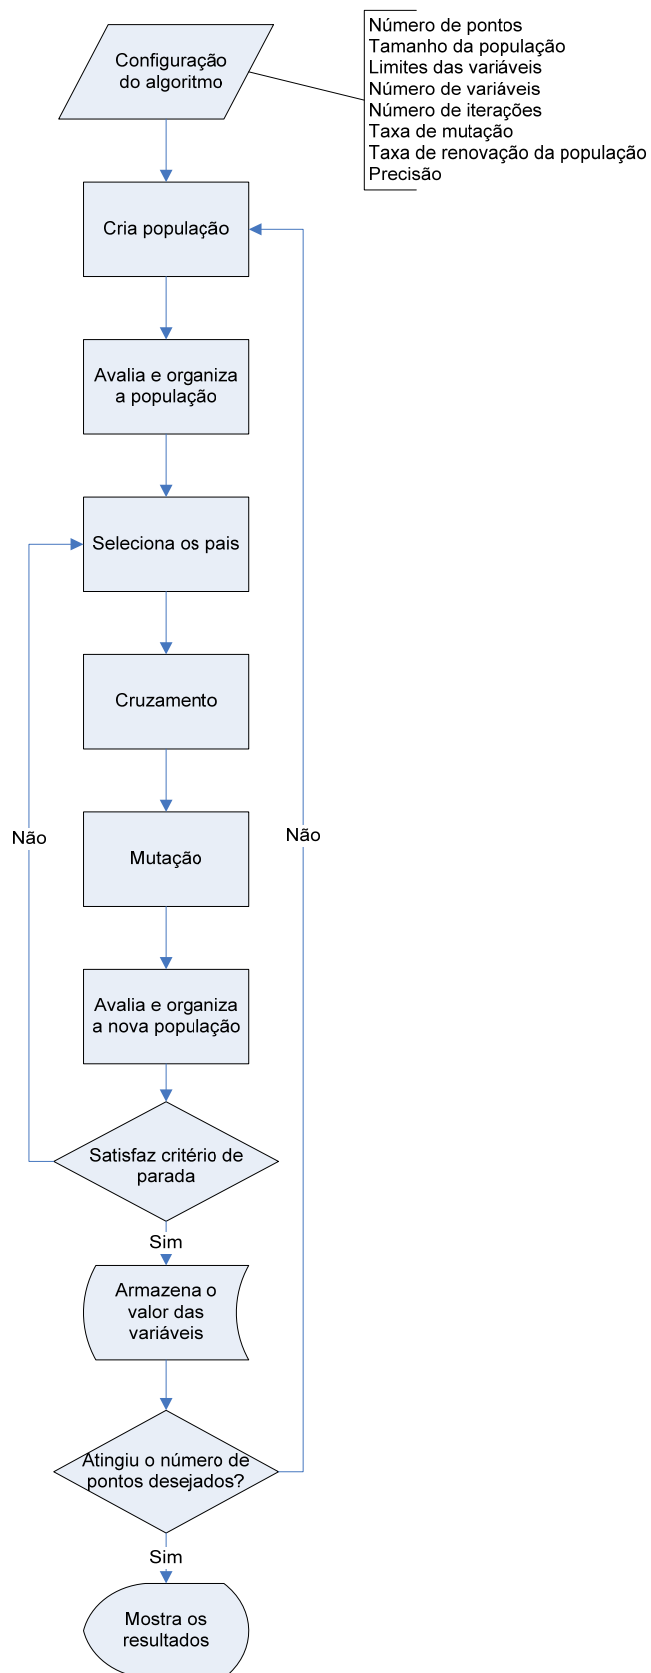 Configuração
do algoritmo
Número de pontos
Tamanho da população
Limites das variáveis
Número de variáveis
Número de iterações
Taxa de mutação
Taxa de renovação da população
Precisão
Cria população
Avalia e organiza
a população
Seleciona os pais
Cruzamento
Não
Não
Mutação
Avalia e organiza
a nova população
Satisfaz critério de
parada
Sim
Armazena o
valor das
variáveis
Atingiu o número de
pontos desejados?
Sim
Mostra os
resultados